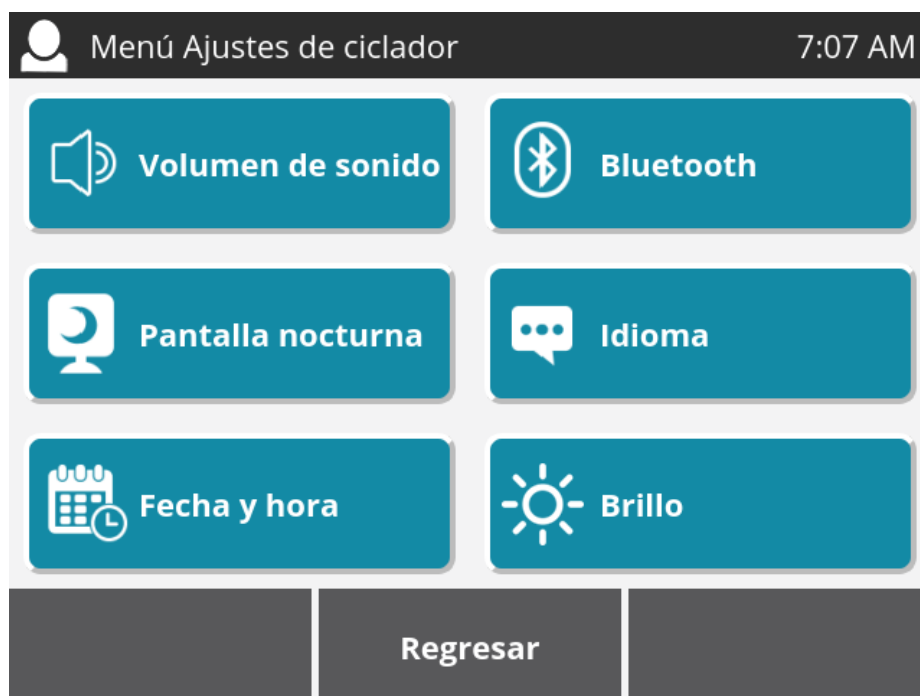 Menú Ajustes de ciclador 7:07 AM
Volumen de sonido
Bluetooth
Pantalla nocturna
Idioma
Fecha y hora
Brillo
Regresar